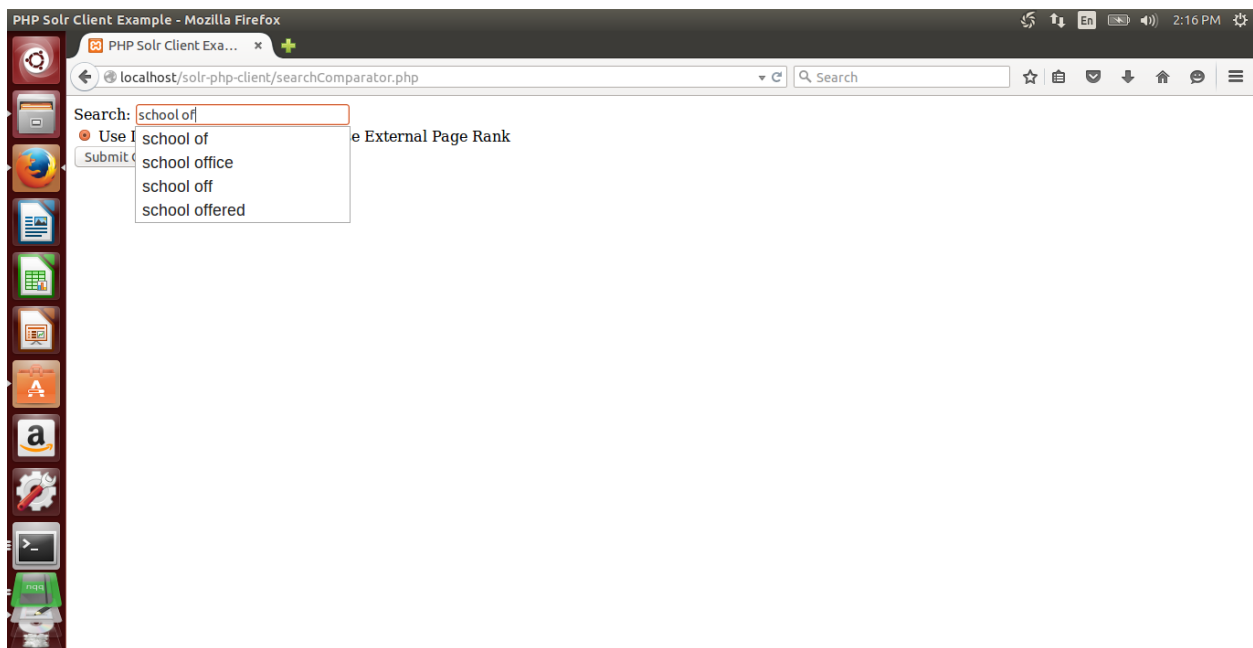 PHP Solr Client Example - Mozilla Firefox En 2:16 PM
PHP Solr Client Exa...
localhost/solr-php-client/searchComparator.php Search
Search: school of
Use e External Page Rank
Submit
school of
school office
school off
school offered